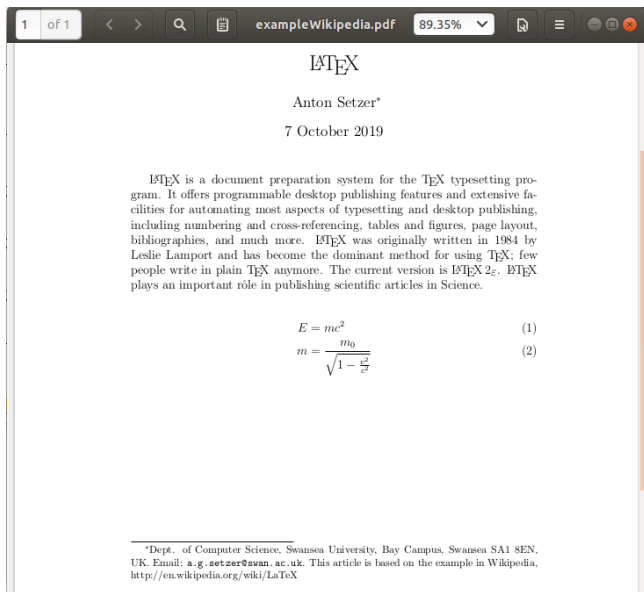 1 of 1 exampleWikipedia.pdf 89.35%
LATEX
Anton Setzer*
7 October 2019
LATEX is a document preparation system for the TEX typesetting pro-
gram. It offers programmable desktop publishing features and extensive fa-
cilities for automating most aspects of typesetting and desktop publishing,
including numbering and cross-referencing, tables and figures, page layout,
bibliographies, and much more. LATEX was originally written in 1984 by
Leslie Lamport and has become the dominant method for using TEX; few
people write in plain TEX anymore. The current version is LATEX 2ε. LATEX
plays an important rôle in publishing scientific articles in Science.
E = mc² (1)
m = m₀ / √(1 − v²/c²) (2)
*Dept. of Computer Science, Swansea University, Bay Campus, Swansea SA1 8EN,
UK. Email: a.g.setzer@swan.ac.uk. This article is based on the example in Wikipedia,
http://en.wikipedia.org/wiki/LaTeX